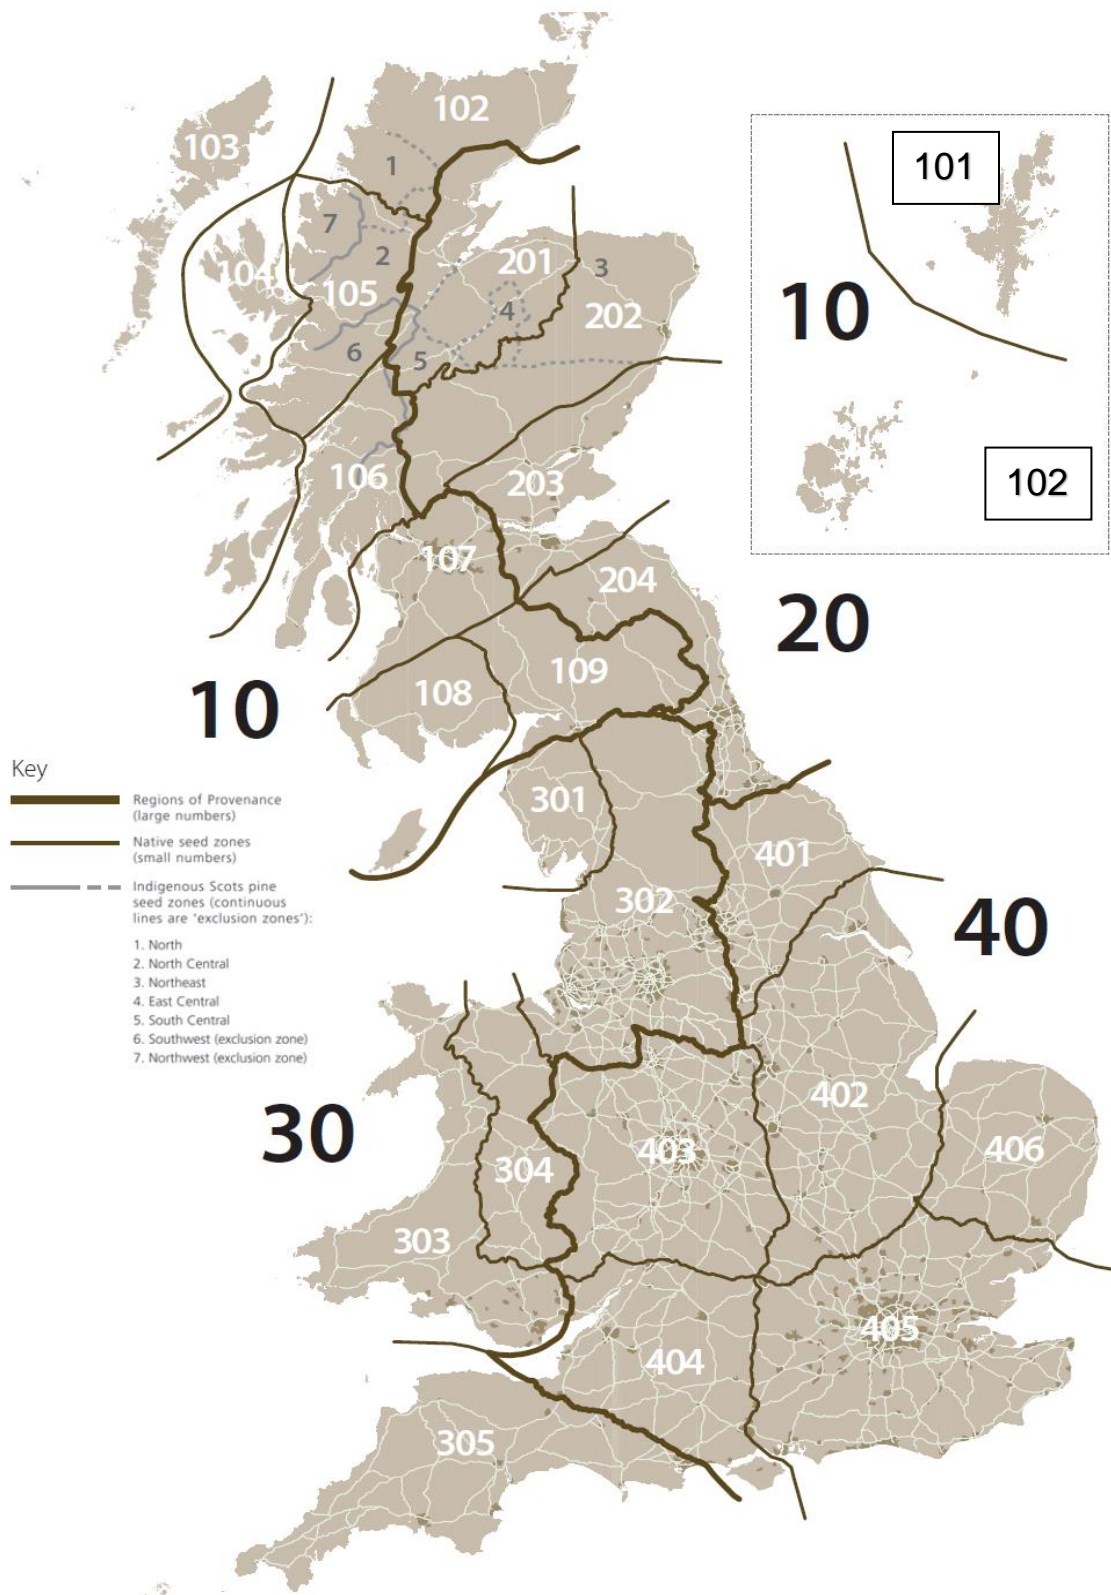 102
103
101
1
7
2
201
3
104
105
10
4
202
6
5
102
106
203
107
204
20
109
10
108
Key
Regions of Provenance
(large numbers)
301
Native seed zones
(small numbers)
401
Indigenous Scots pine
seed zones (continuous
lines are 'exclusion zones'):
302
40
1. North
2. North Central
3. Northeast
4. East Central
5. South Central
6. Southwest (exclusion zone)
7. Northwest (exclusion zone)
402
30
403
406
304
303
405
404
305